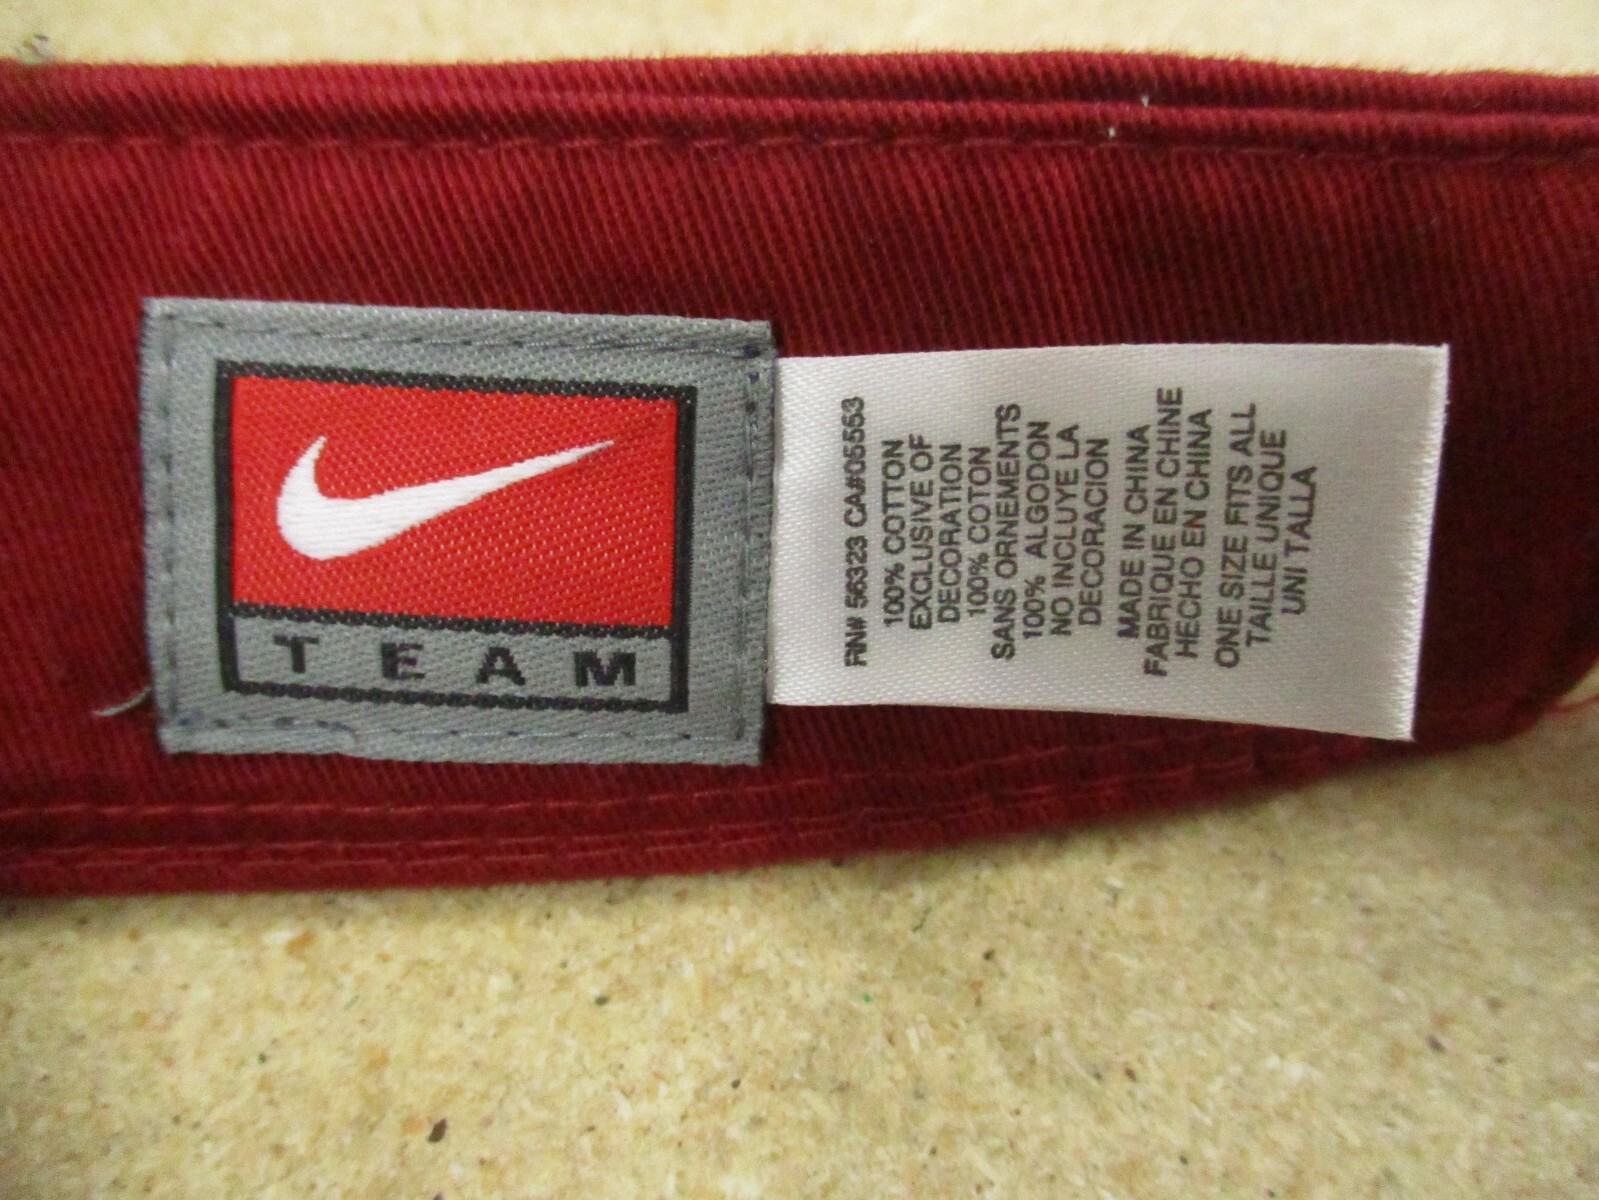 TEAM
RN# 56323 CA#05553
100% COTTON
EXCLUSIVE OF
DECORATION
100% COTON
SANS ORNEMENTS
100% ALGODON
NO INCLUYE LA
DECORACION
MADE IN CHINA
FABRIQUE EN CHINE
HECHO EN CHINA
ONE SIZE FITS ALL
TAILLE UNIQUE
UNI TALLA